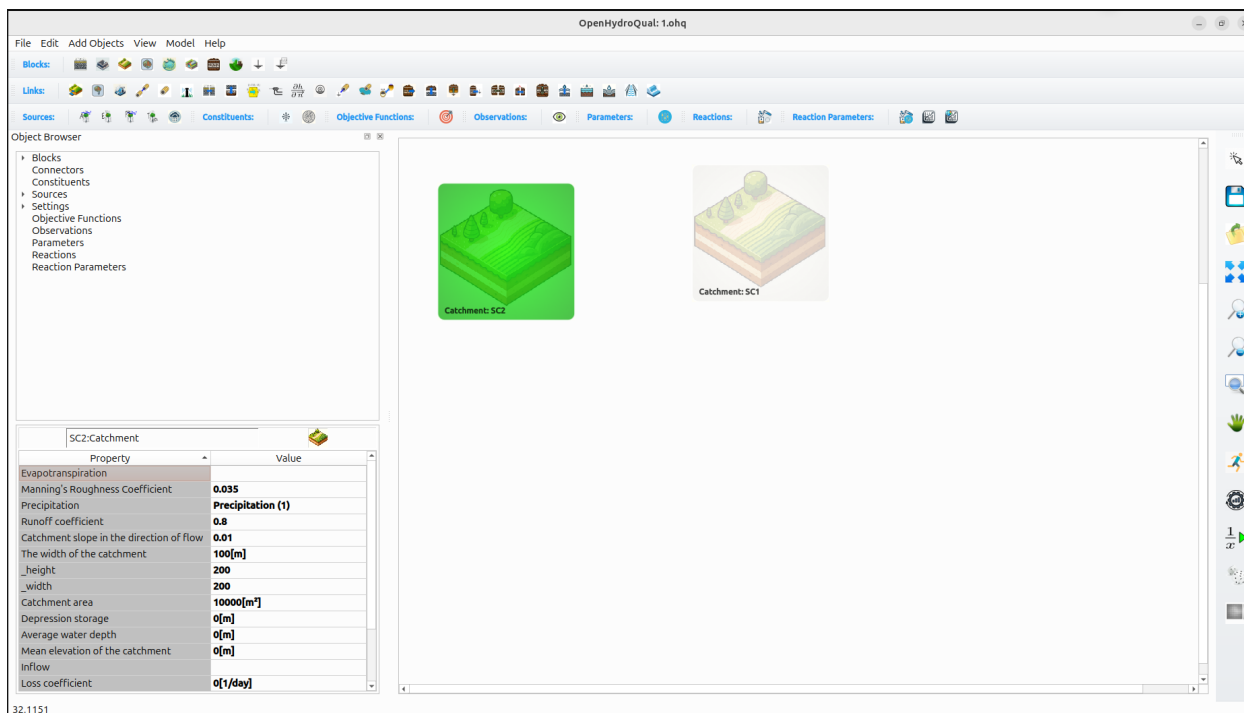 OpenHydroQual: 1.ohq
File Edit Add Objects View Model Help
Blocks:
Links:
Sources: Constituents: Objective Functions: Observations: Parameters: Reactions: Reaction Parameters:
Object Browser
Blocks
Connectors
Constituents
Sources
Settings
Objective Functions
Observations
Parameters
Reactions
Reaction Parameters
Catchment: SC2
Catchment: SC1
SC2:Catchment
Property Value
Evapotranspiration
Manning's Roughness Coefficient 0.035
Precipitation Precipitation (1)
Runoff coefficient 0.8
Catchment slope in the direction of flow 0.01
The width of the catchment 100[m]
_height 200
_width 200
Catchment area 10000[m²]
Depression storage 0[m]
Average water depth 0[m]
Mean elevation of the catchment 0[m]
Inflow
Loss coefficient 0[1/day]
1
x
32.1151